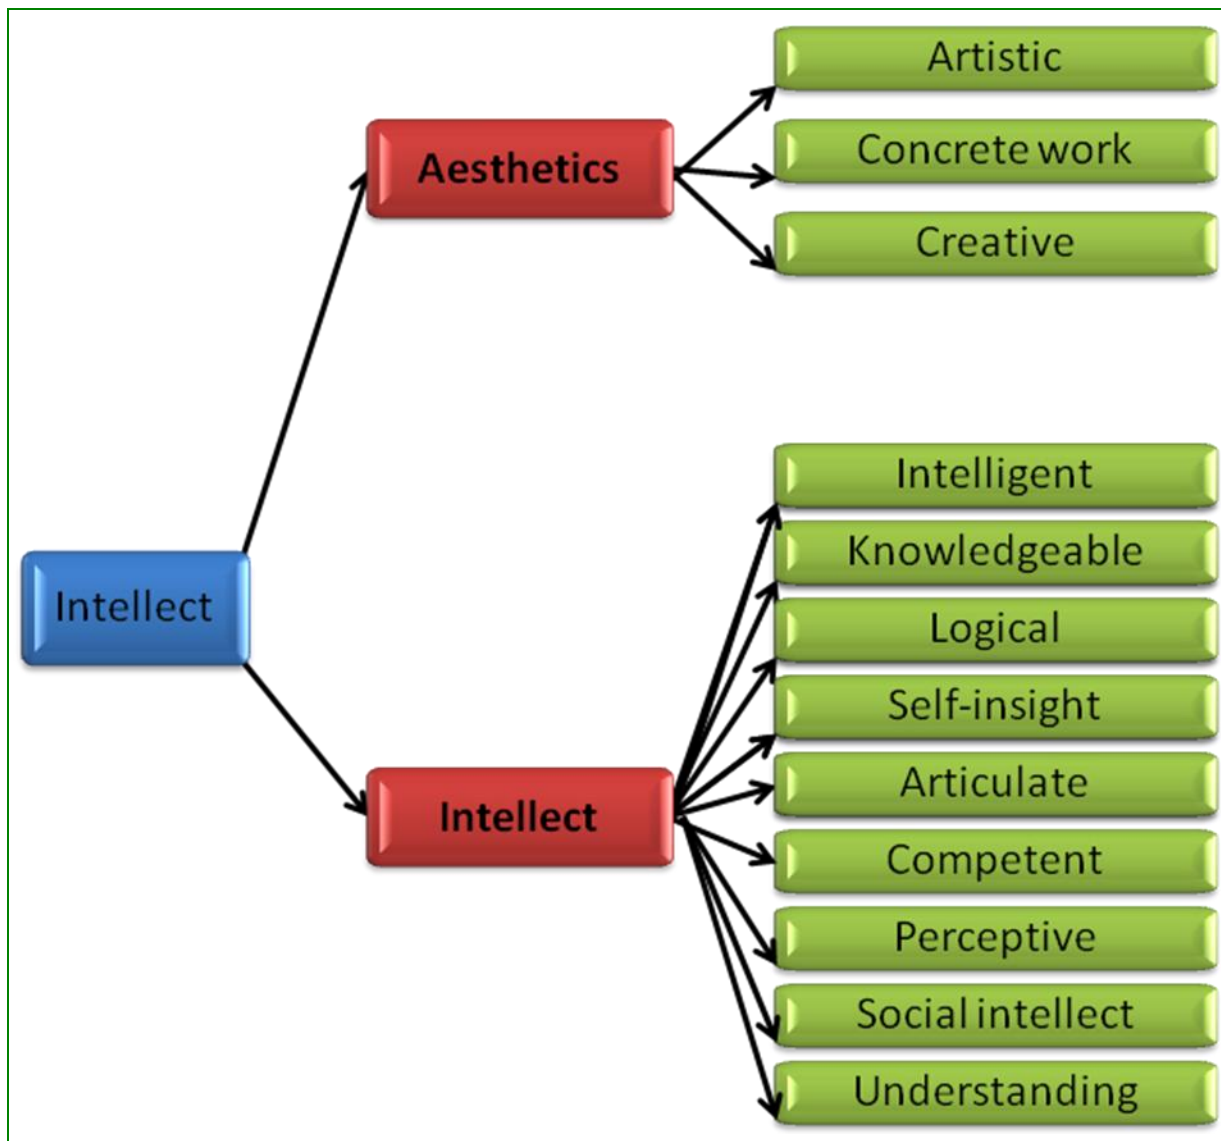 Artistic
Aesthetics
Concrete work
Creative
Intelligent
Knowledgeable
Intellect
Logical
Self-insight
Articulate
Intellect
Competent
Perceptive
Social intellect
Understanding